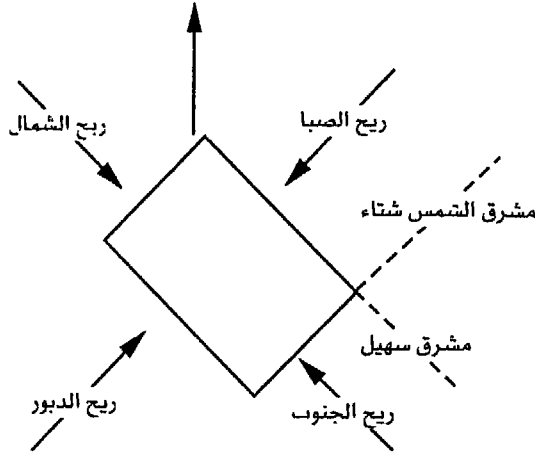 ريح الصبا
ريح الشمال
مشرق الشمس شتاء
مشرق سهيل
ريح الجنوب
ريح الدبور